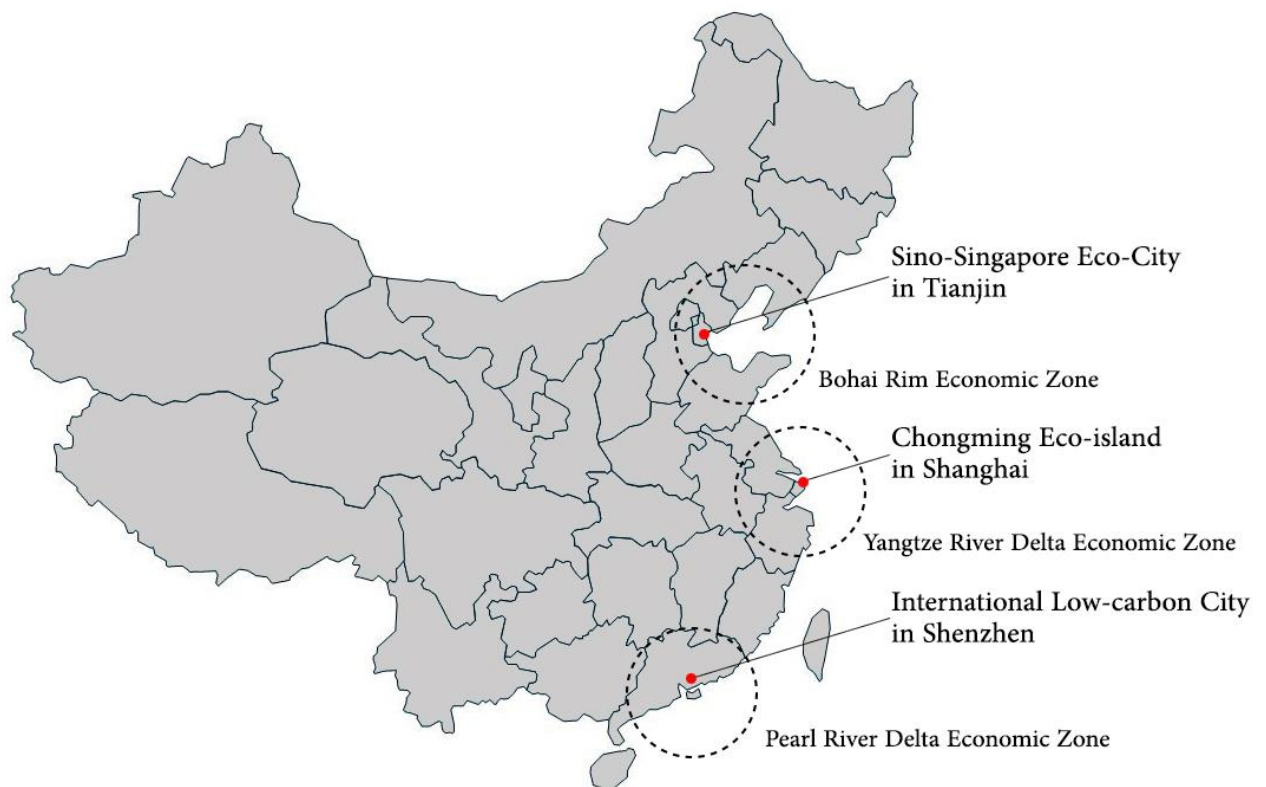 Sino-Singapore Eco-City
in Tianjin
Bohai Rim Economic Zone
Chongming Eco-island
in Shanghai
Yangtze River Delta Economic Zone
International Low-carbon City
in Shenzhen
Pearl River Delta Economic Zone